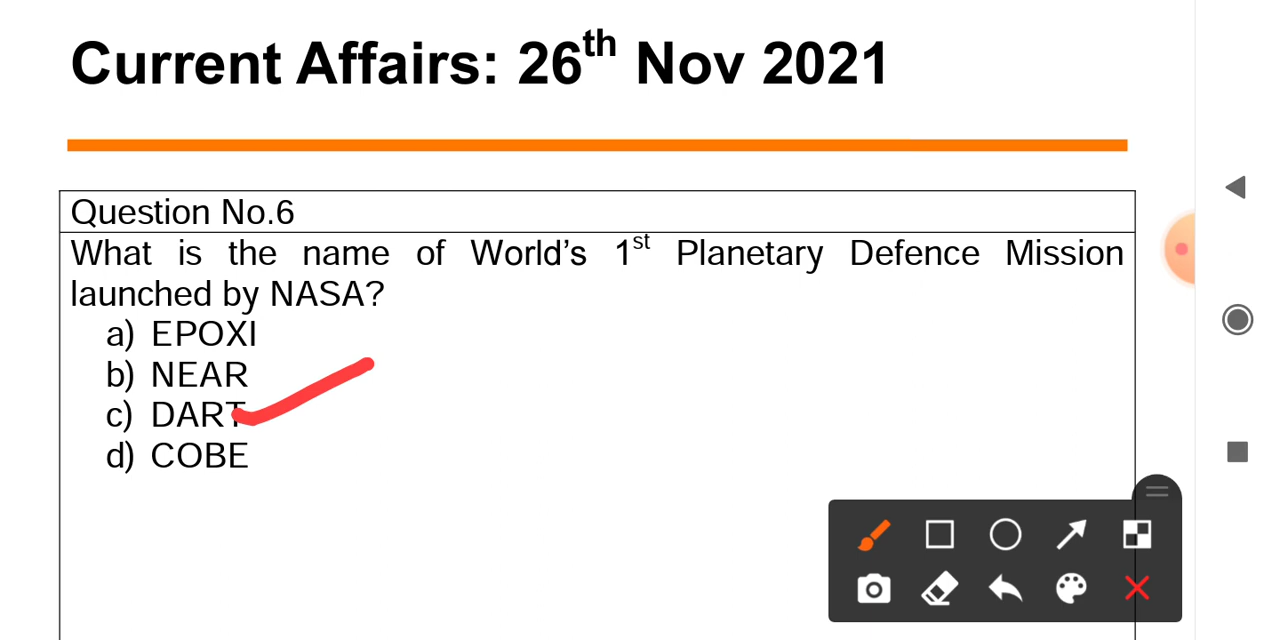 Current Affairs: 26th Nov 2021
Question No.6
What is the name of World’s 1st Planetary Defence Mission
launched by NASA?
a) EPOXI
b) NEAR
c) DART
d) COBE